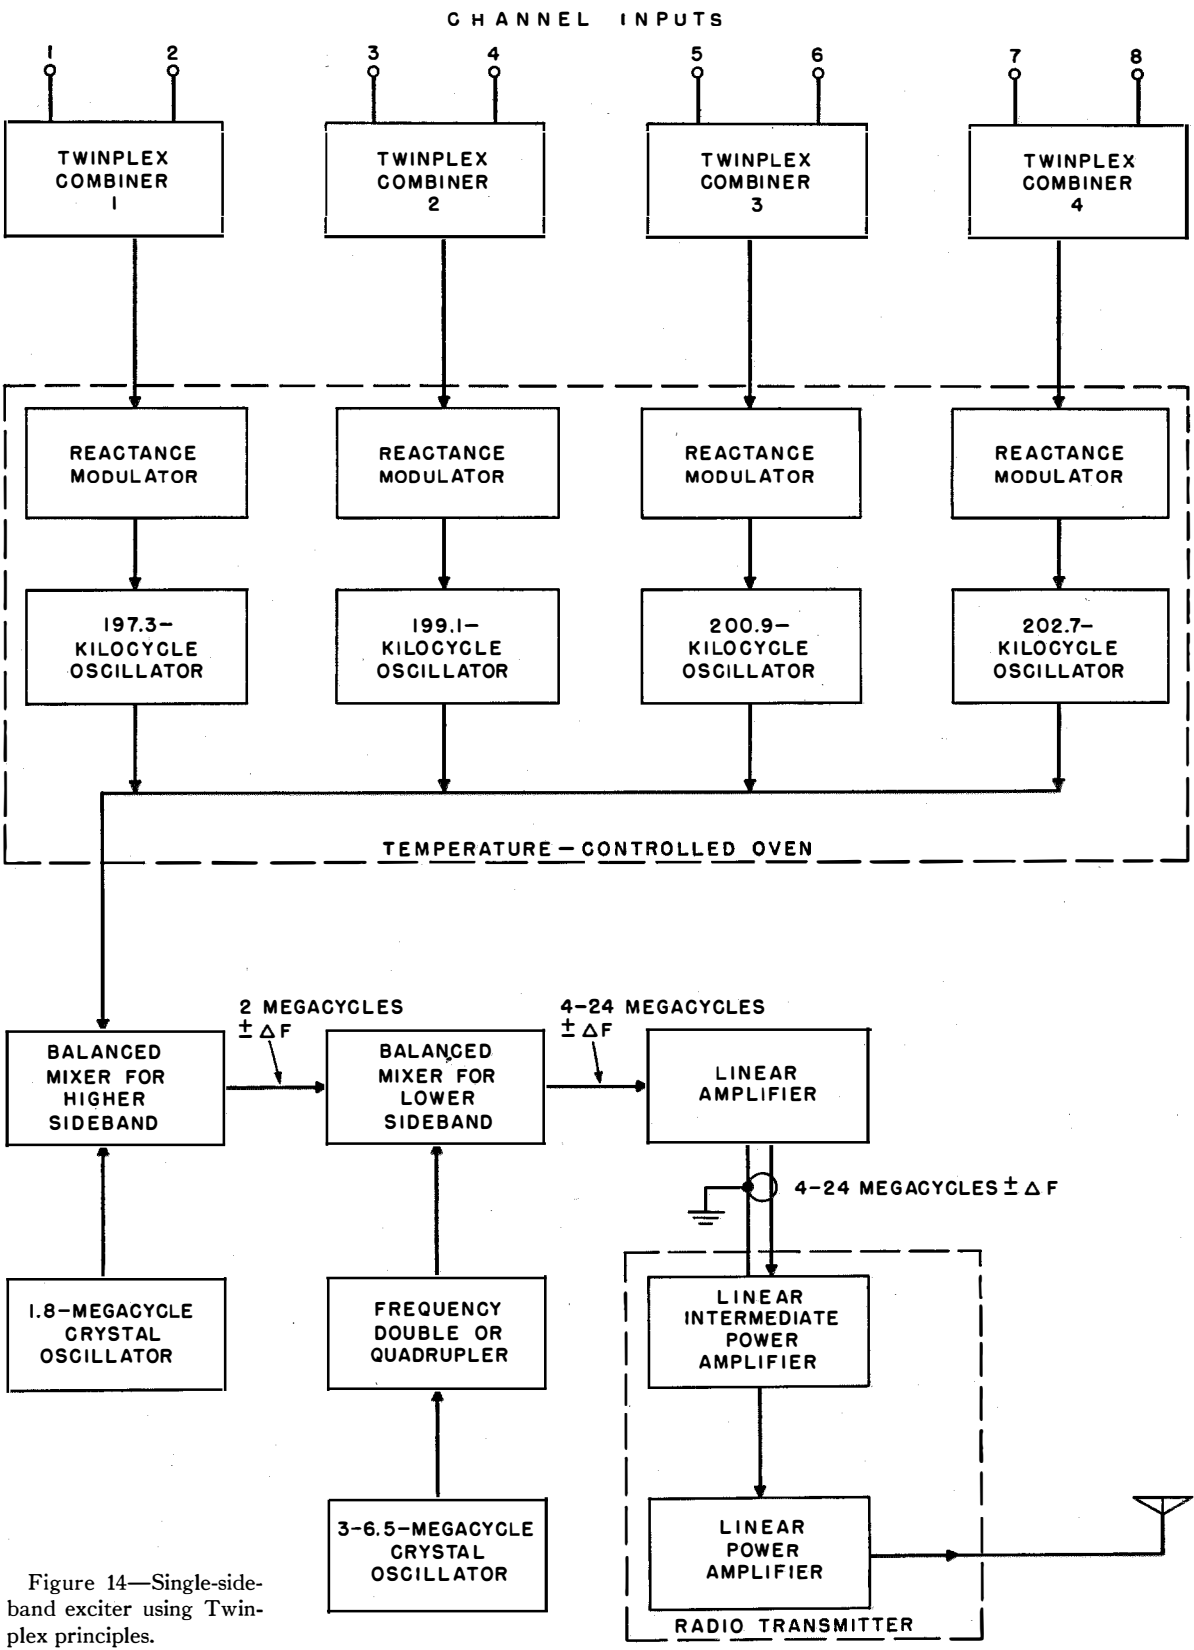 CHANNEL INPUTS
1 2 3 4 5 6 7 8
TWINPLEX
COMBINER
1
TWINPLEX
COMBINER
2
TWINPLEX
COMBINER
3
TWINPLEX
COMBINER
4
REACTANCE
MODULATOR
REACTANCE
MODULATOR
REACTANCE
MODULATOR
REACTANCE
MODULATOR
197.3-
KILOCYCLE
OSCILLATOR
199.1-
KILOCYCLE
OSCILLATOR
200.9-
KILOCYCLE
OSCILLATOR
202.7-
KILOCYCLE
OSCILLATOR
TEMPERATURE-CONTROLLED OVEN
2 MEGACYCLES
± △F
4-24 MEGACYCLES
± △F
BALANCED
MIXER FOR
HIGHER
SIDEBAND
BALANCED
MIXER FOR
LOWER
SIDEBAND
LINEAR
AMPLIFIER
4-24 MEGACYCLES ± △F
1.8-MEGACYCLE
CRYSTAL
OSCILLATOR
FREQUENCY
DOUBLE OR
QUADRUPLER
LINEAR
INTERMEDIATE
POWER
AMPLIFIER
3-6.5-MEGACYCLE
CRYSTAL
OSCILLATOR
LINEAR
POWER
AMPLIFIER
RADIO TRANSMITTER
Figure 14—Single-side-
band exciter using Twin-
plex principles.